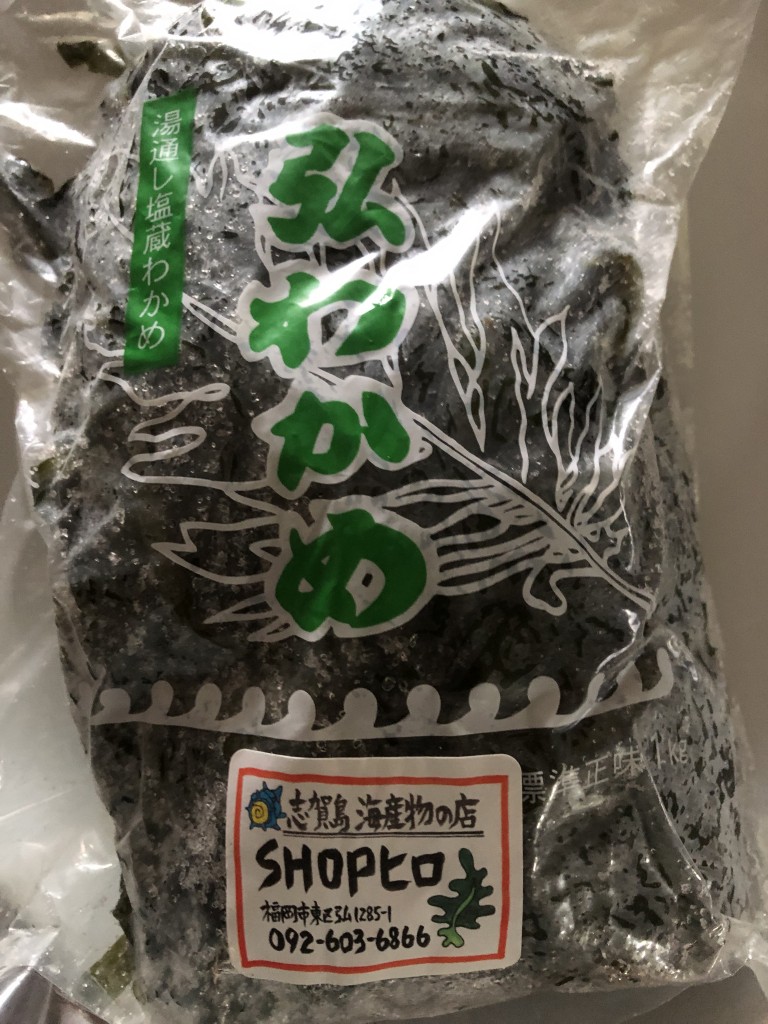 湯通し塩蔵わかめ
弘わかめ
標準正味1kg
志賀島海産物の店
SHOPヒロ
福岡市東区弘1285-1
092-603-6866